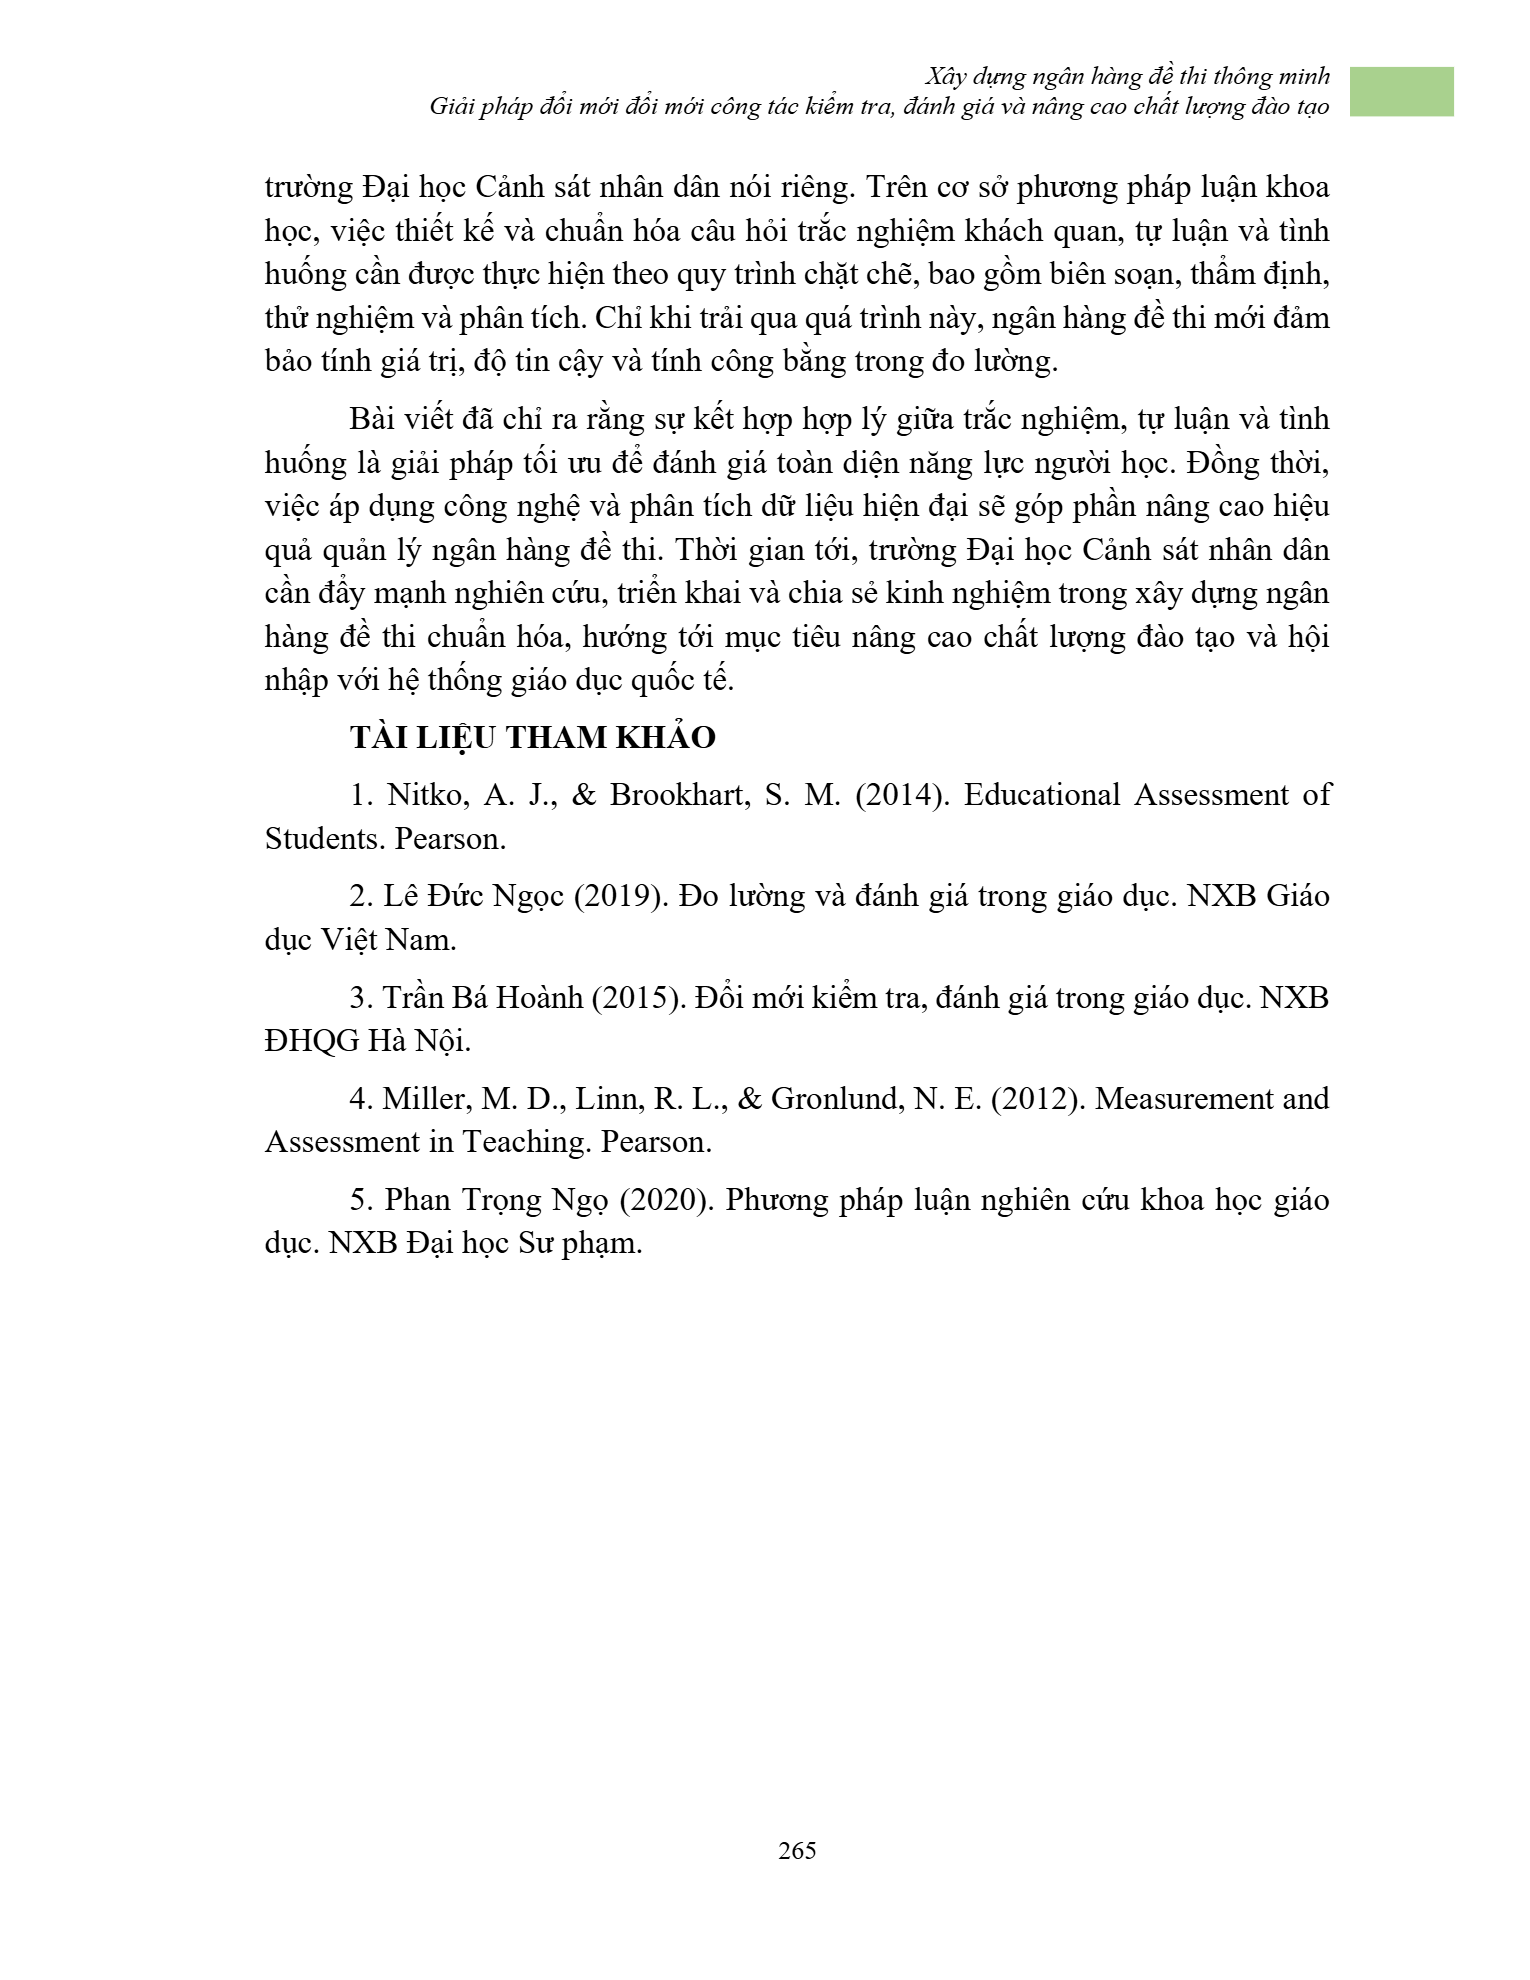 Xây dựng ngân hàng đề thi thông minh
Giải pháp đổi mới đổi mới công tác kiểm tra, đánh giá và nâng cao chất lượng đào tạo
trường Đại học Cảnh sát nhân dân nói riêng. Trên cơ sở phương pháp luận khoa
học, việc thiết kế và chuẩn hóa câu hỏi trắc nghiệm khách quan, tự luận và tình
huống cần được thực hiện theo quy trình chặt chẽ, bao gồm biên soạn, thẩm định,
thử nghiệm và phân tích. Chỉ khi trải qua quá trình này, ngân hàng đề thi mới đảm
bảo tính giá trị, độ tin cậy và tính công bằng trong đo lường.
Bài viết đã chỉ ra rằng sự kết hợp hợp lý giữa trắc nghiệm, tự luận và tình
huống là giải pháp tối ưu để đánh giá toàn diện năng lực người học. Đồng thời,
việc áp dụng công nghệ và phân tích dữ liệu hiện đại sẽ góp phần nâng cao hiệu
quả quản lý ngân hàng đề thi. Thời gian tới, trường Đại học Cảnh sát nhân dân
cần đẩy mạnh nghiên cứu, triển khai và chia sẻ kinh nghiệm trong xây dựng ngân
hàng đề thi chuẩn hóa, hướng tới mục tiêu nâng cao chất lượng đào tạo và hội
nhập với hệ thống giáo dục quốc tế.
TÀI LIỆU THAM KHẢO
1. Nitko, A. J., & Brookhart, S. M. (2014). Educational Assessment of
Students. Pearson.
2. Lê Đức Ngọc (2019). Đo lường và đánh giá trong giáo dục. NXB Giáo
dục Việt Nam.
3. Trần Bá Hoành (2015). Đổi mới kiểm tra, đánh giá trong giáo dục. NXB
ĐHQG Hà Nội.
4. Miller, M. D., Linn, R. L., & Gronlund, N. E. (2012). Measurement and
Assessment in Teaching. Pearson.
5. Phan Trọng Ngọ (2020). Phương pháp luận nghiên cứu khoa học giáo
dục. NXB Đại học Sư phạm.
265